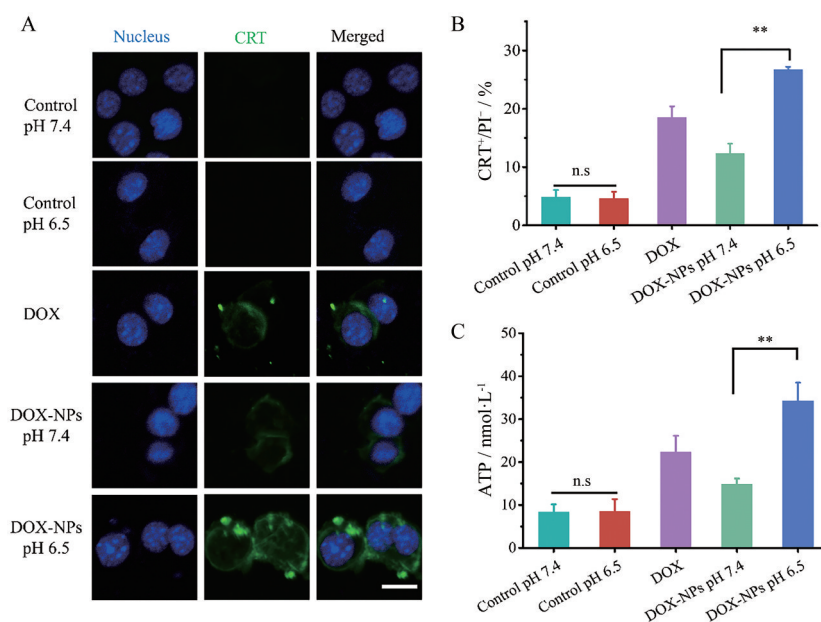 A
Nucleus
CRT
Merged
Control
pH 7.4
Control
pH 6.5
DOX
DOX-NPs
pH 7.4
DOX-NPs
pH 6.5
B
CRT⁺/PI⁻ / %
30
20
10
0
n.s
**
Control pH 7.4
Control pH 6.5
DOX
DOX-NPs pH 7.4
DOX-NPs pH 6.5
C
ATP / nmol·L⁻¹
50
40
30
20
10
0
n.s
**
Control pH 7.4
Control pH 6.5
DOX
DOX-NPs pH 7.4
DOX-NPs pH 6.5